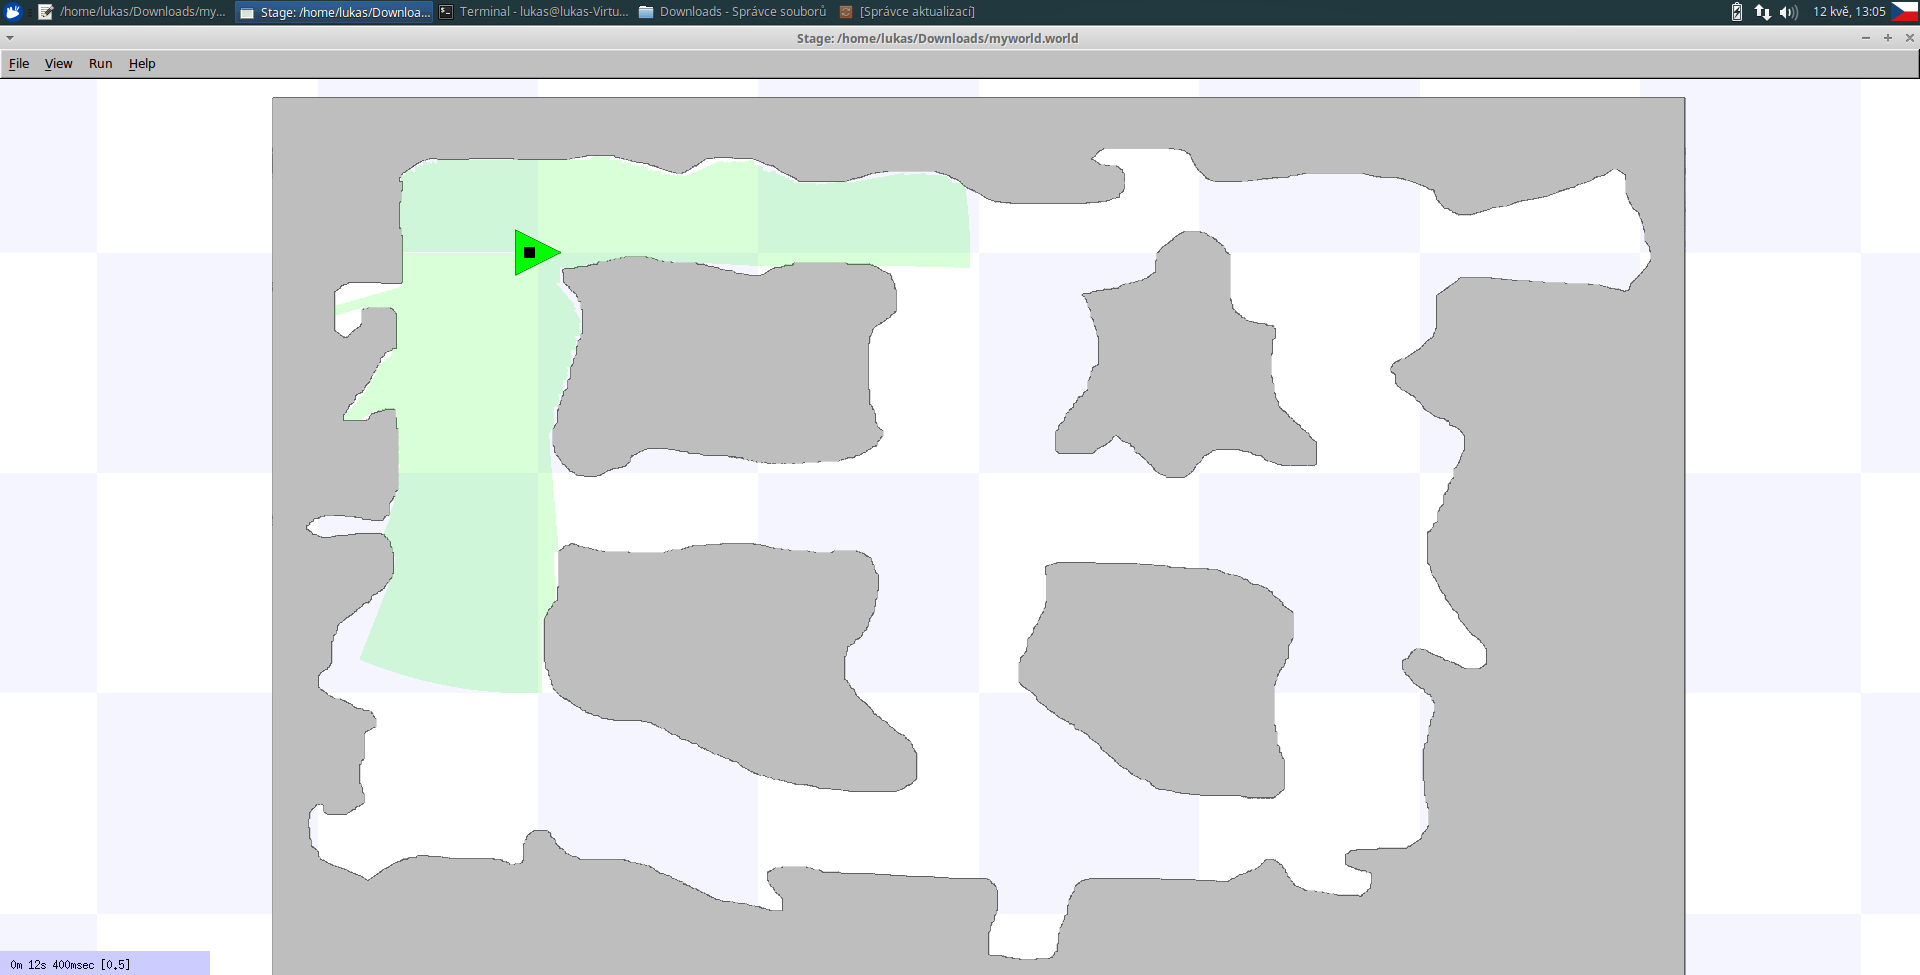 /home/lukas/Downloads/my... Stage: /home/lukas/Downloa... Terminal - lukas@lukas-Virtu... Downloads - Správce souborů [Správce aktualizací] 12 kvě, 13:05
Stage: /home/lukas/Downloads/myworld.world
File View Run Help
0m 12s 400msec [0.5]